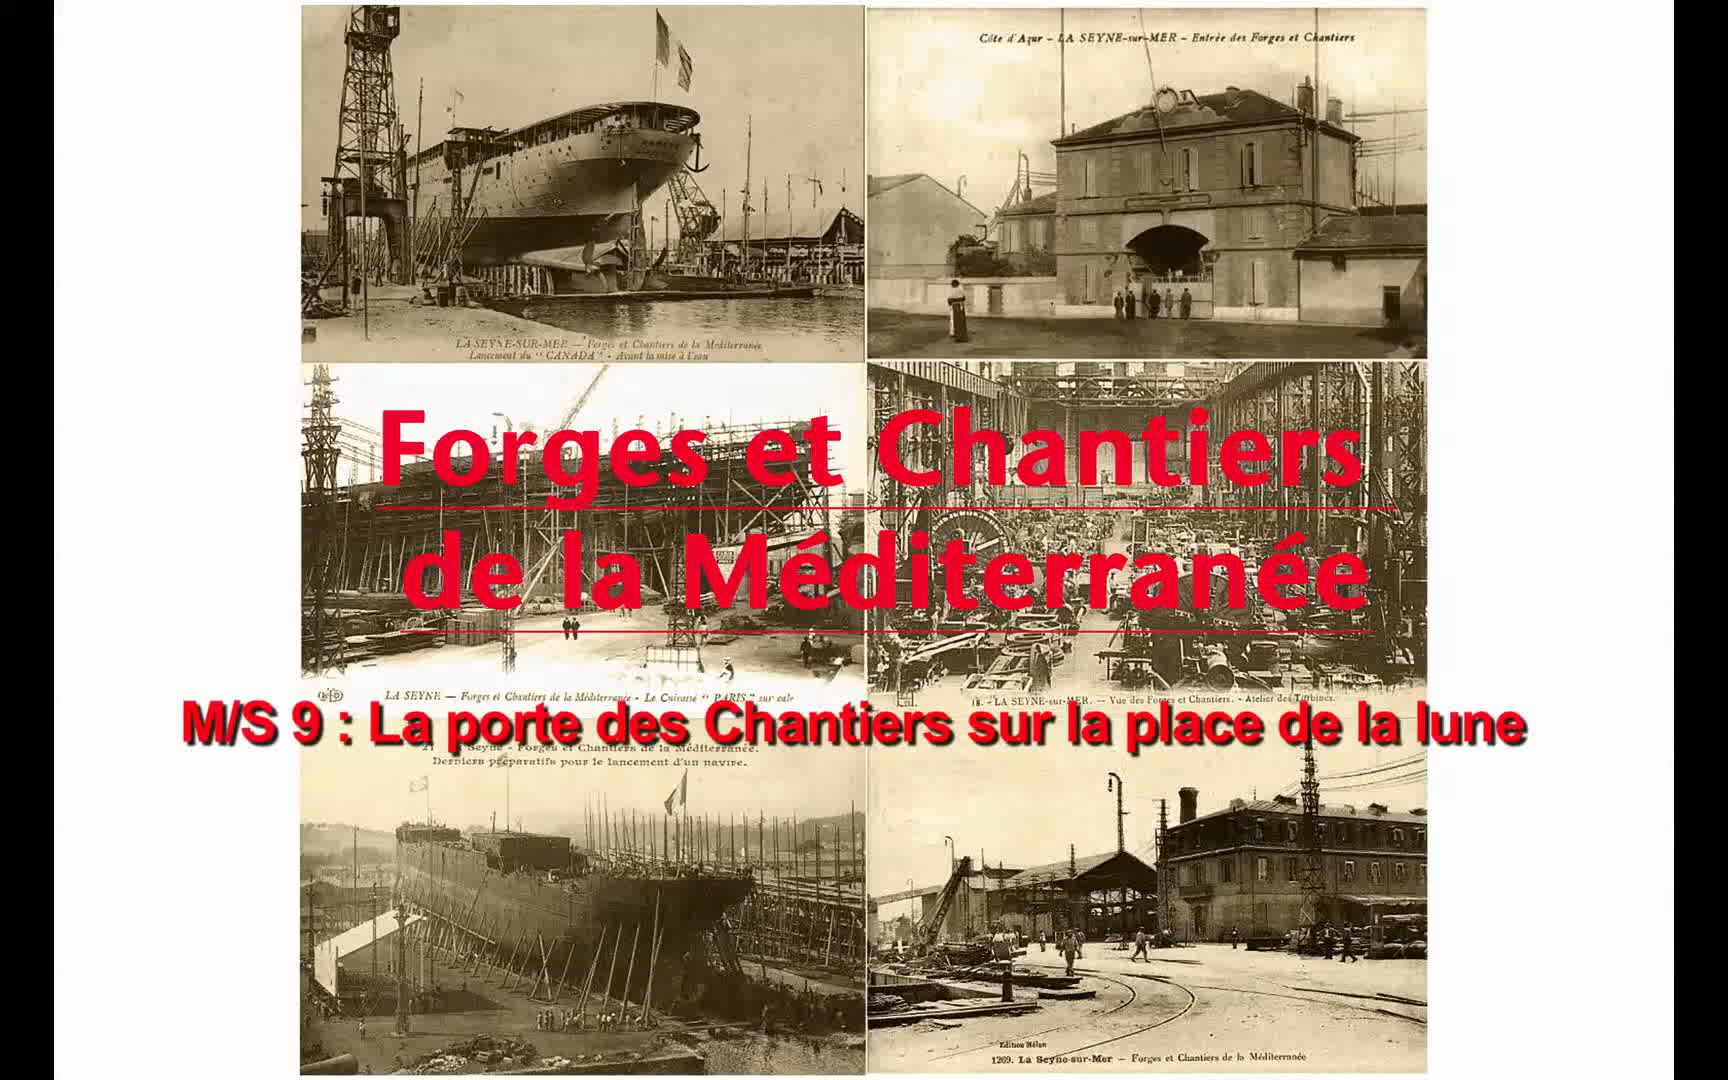 Côte d'Azur - LA SEYNE-sur-MER - Entrée des Forges et Chantiers
LA SEYNE-SUR-MER — Forges et Chantiers de la Méditerranée
Lancement du "CANADA" - Avant la mise à l'eau
Forges et Chantiers
de la Méditerranée
LA SEYNE — Forges et Chantiers de la Méditerranée - Le Cuirassé "PARIS" sur cale
18. - LA SEYNE-sur-MER. — Vue des Forges et Chantiers. - Atelier des Turbines.
M/S 9 : La porte des Chantiers sur la place de la lune
Seyne - Forges et Chantiers de la Méditerranée.
Derniers préparatifs pour le lancement d'un navire.
Edition Mélan
1269. La Seyne-sur-Mer — Forges et Chantiers de la Méditerranée